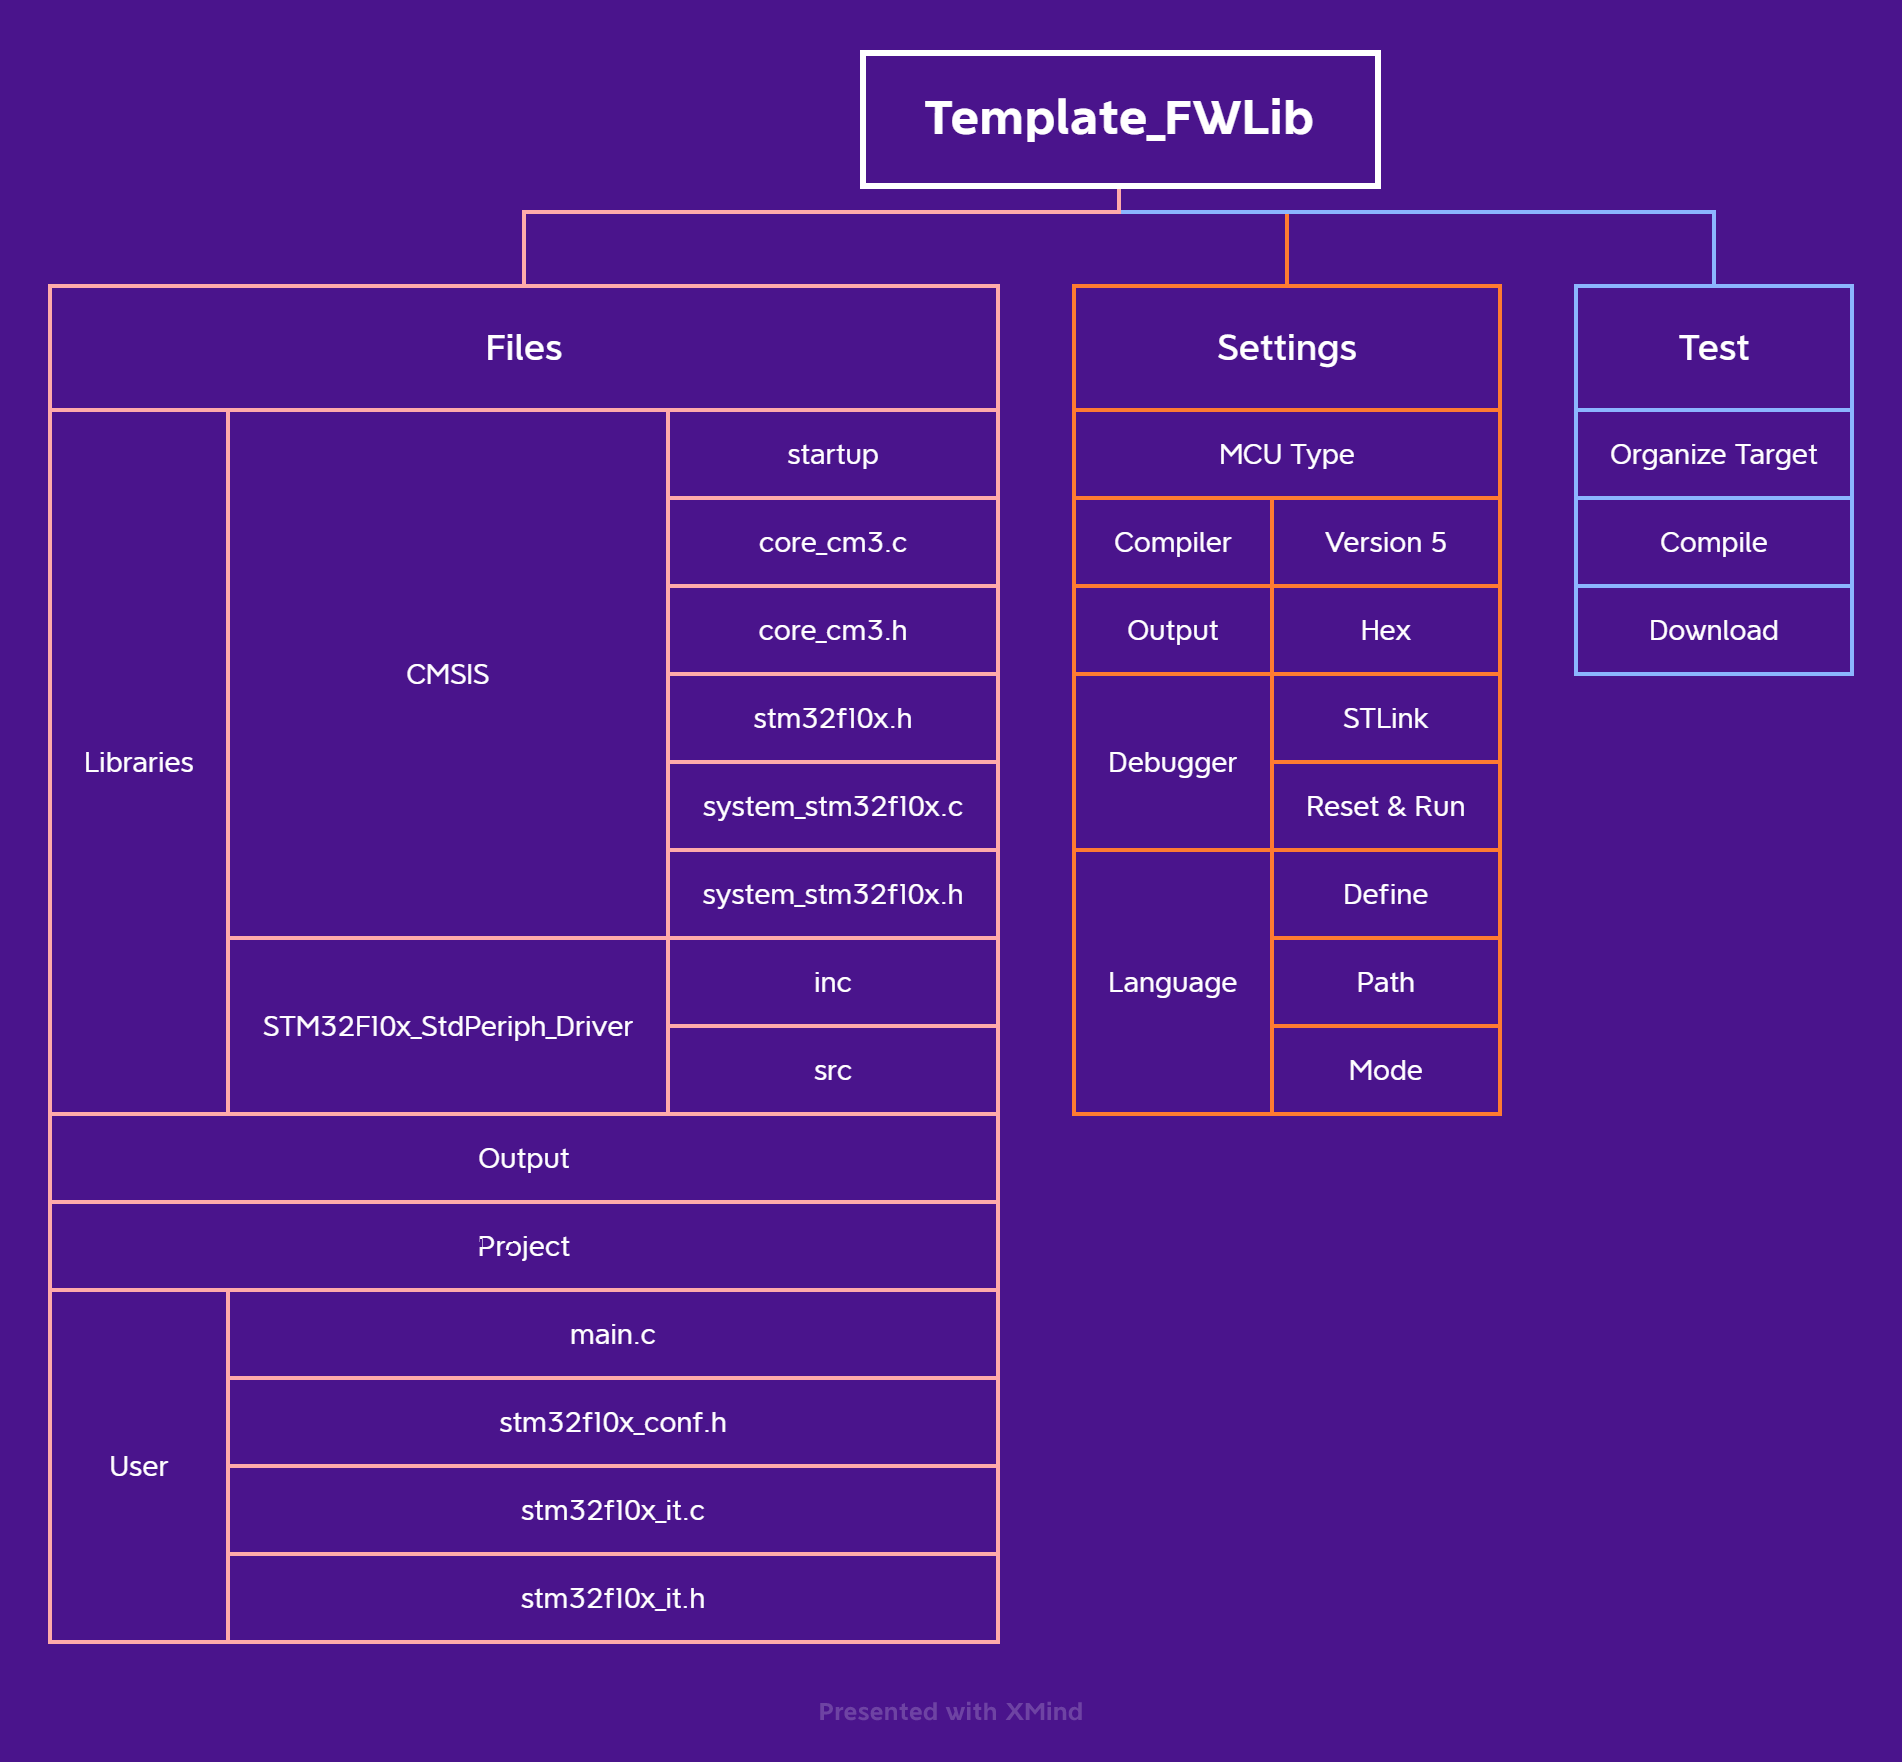 Template_FWLib
Files
Libraries
CMSIS
startup
core_cm3.c
core_cm3.h
stm32f10x.h
system_stm32f10x.c
system_stm32f10x.h
STM32F10x_StdPeriph_Driver
inc
src
Output
Project
User
main.c
stm32f10x_conf.h
stm32f10x_it.c
stm32f10x_it.h
Settings
MCU Type
Compiler
Version 5
Output
Hex
Debugger
STLink
Reset & Run
Language
Define
Path
Mode
Test
Organize Target
Compile
Download
Presented with XMind